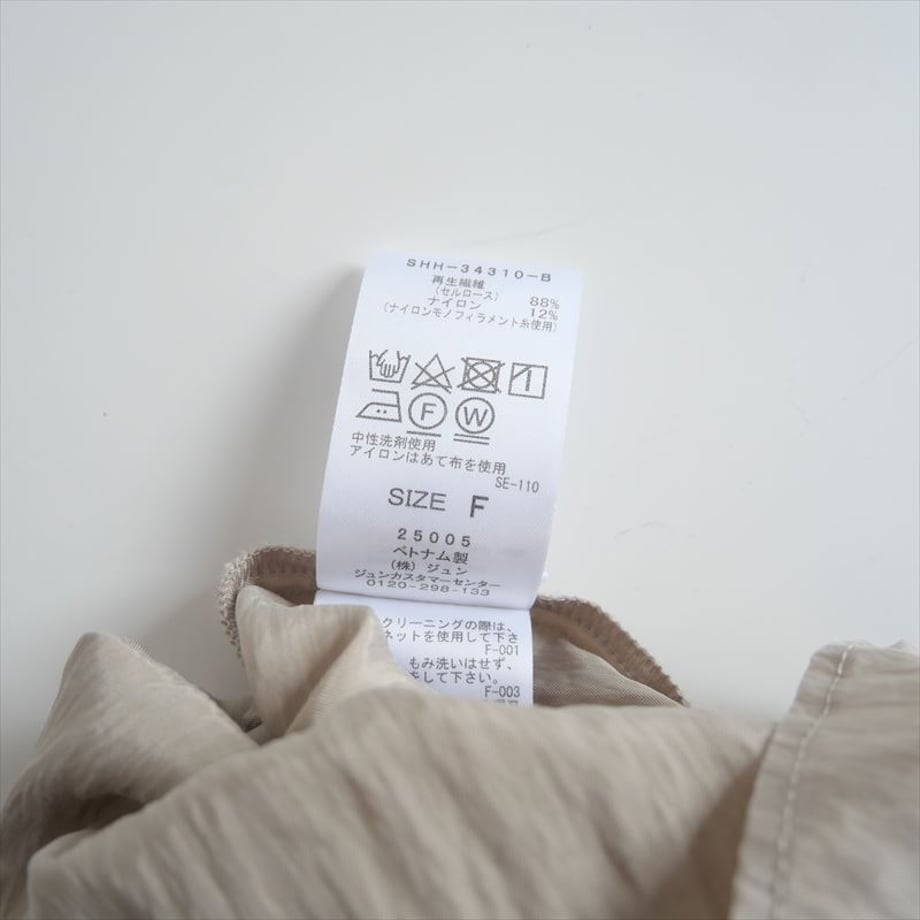 SHH-34310-B
再生繊維
(セルロース) 88%
ナイロン 12%
(ナイロンモノフィラメント糸使用)
F W
中性洗剤使用
アイロンはあて布を使用
SE-110
SIZE F
25005
ベトナム製
(株) ジュン
ジュンカスタマーセンター
0120-298-133
クリーニングの際は、
ネットを使用して下さ
F-001
もみ洗いはせず、
をして下さい。
F-003